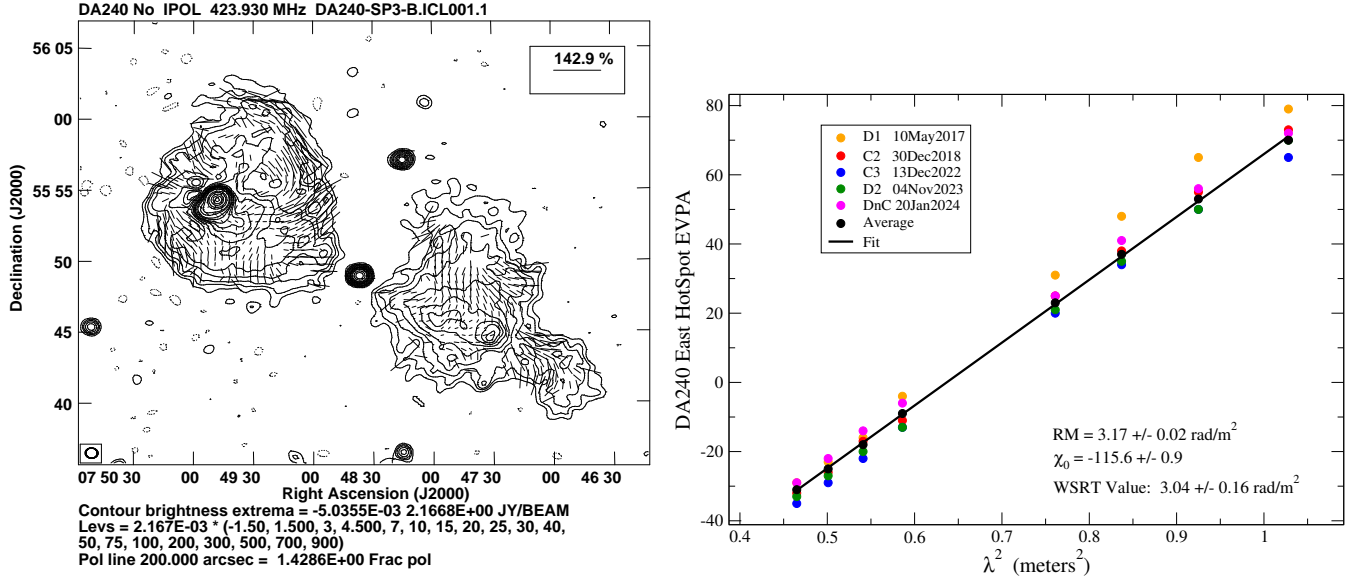 DA240 No IPOL 423.930 MHz DA240-SP3-B.ICL001.1
142.9 %
Declination (J2000)
56 05
00
55 55
50
45
40
07 50 30 00 49 30 00 48 30 00 47 30 00 46 30
Right Ascension (J2000)
Contour brightness extrema = -5.0355E-03 2.1668E+00 JY/BEAM
Levs = 2.167E-03 * (-1.50, 1.500, 3, 4.500, 7, 10, 15, 20, 25, 30, 40,
50, 75, 100, 200, 300, 500, 700, 900)
Pol line 200.000 arcsec = 1.4286E+00 Frac pol
DA240 East HotSpot EVPA
80
60
40
20
0
-20
-40
D1 10May2017
C2 30Dec2018
C3 13Dec2022
D2 04Nov2023
DnC 20Jan2024
Average
Fit
RM = 3.17 +/- 0.02 rad/m²
χ₀ = -115.6 +/- 0.9
WSRT Value: 3.04 +/- 0.16 rad/m²
0.4 0.5 0.6 0.7 0.8 0.9 1
λ² (meters²)